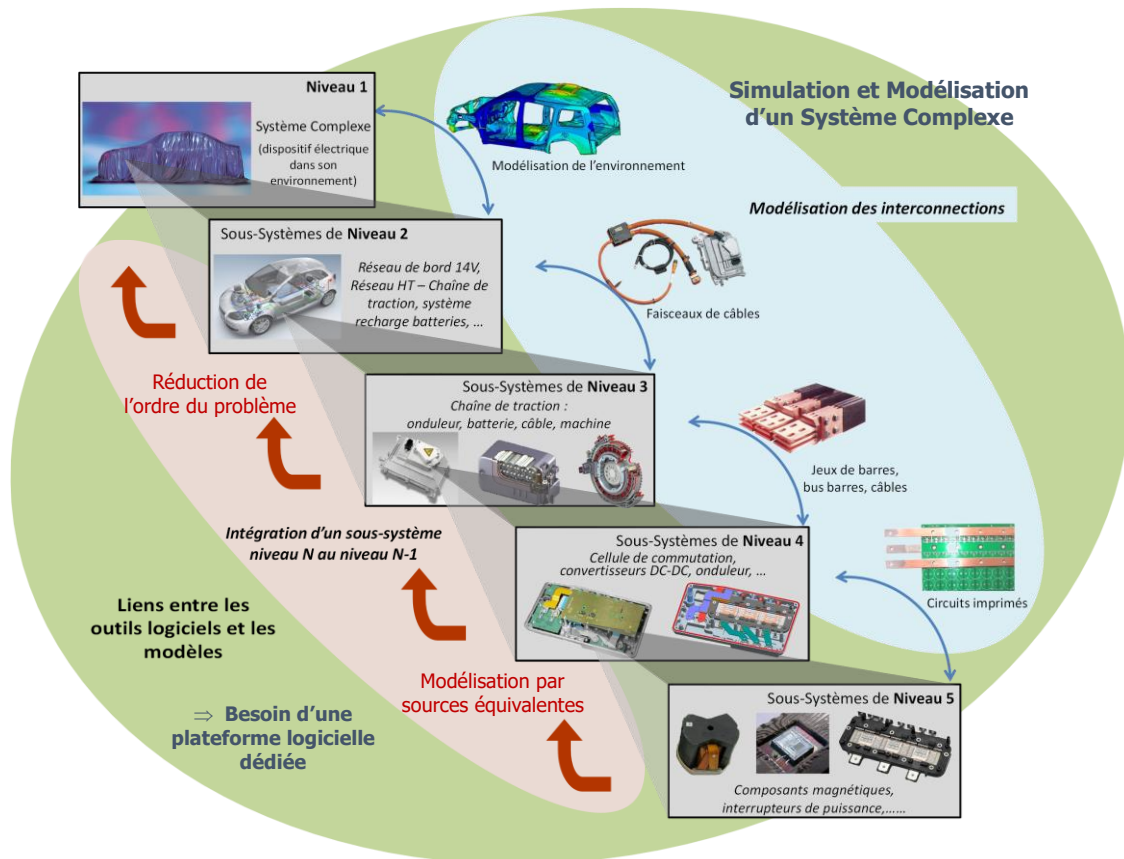 Niveau 1
Système Complexe
(dispositif électrique
dans son
environnement)
Modélisation de l'environnement
Simulation et Modélisation
d'un Système Complexe
Modélisation des interconnections
Sous-Systèmes de Niveau 2
Réseau de bord 14V,
Réseau HT – Chaîne de
traction, système
recharge batteries, …
Faisceaux de câbles
Réduction de
l'ordre du problème
Sous-Systèmes de Niveau 3
Chaîne de traction :
onduleur, batterie, câble, machine
Jeux de barres,
bus barres, câbles
Intégration d'un sous-système
niveau N au niveau N-1
Sous-Systèmes de Niveau 4
Cellule de commutation,
convertisseurs DC-DC, onduleur, …
Circuits imprimés
Liens entre les
outils logiciels et les
modèles
Modélisation par
sources équivalentes
⇒ Besoin d'une
plateforme logicielle
dédiée
Sous-Systèmes de Niveau 5
Composants magnétiques,
interrupteurs de puissance,……